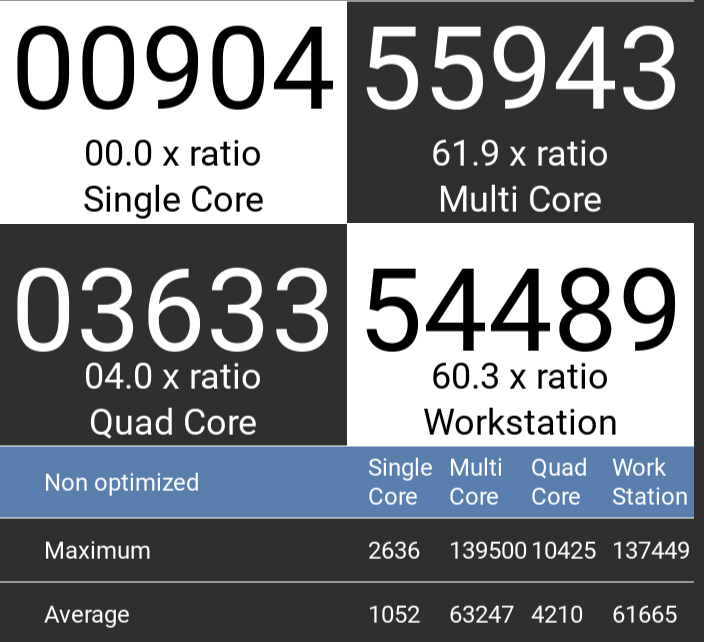 00904
00.0 x ratio
Single Core
55943
61.9 x ratio
Multi Core
03633
04.0 x ratio
Quad Core
54489
60.3 x ratio
Workstation
Non optimized Single Core Multi Core Quad Core Work Station
Maximum 2636 139500 10425 137449
Average 1052 63247 4210 61665